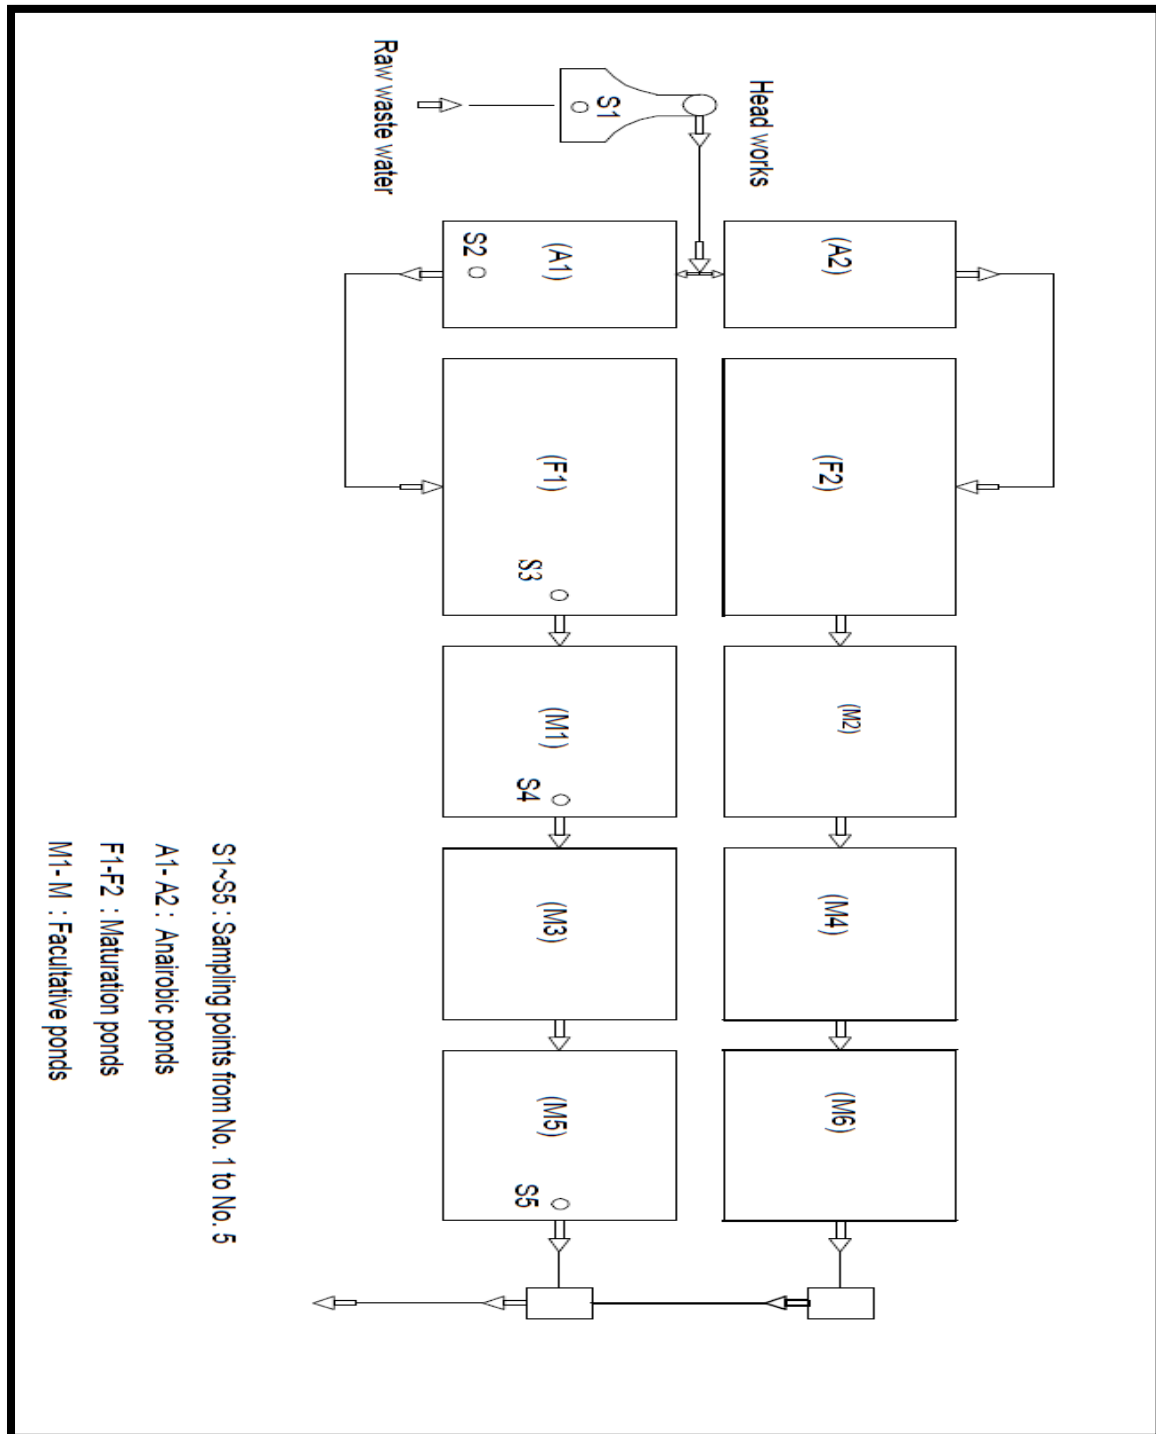 Raw waste water
Head works
S1
(A2)
(A1)
S2
(F2)
(F1)
S3
(M2)
(M1)
S4
(M4)
(M3)
(M6)
(M5)
S5
S1~S5 : Sampling points from No. 1 to No. 5
A1- A2 : Anairobic ponds
F1-F2 : Maturation ponds
M1- M : Facultative ponds